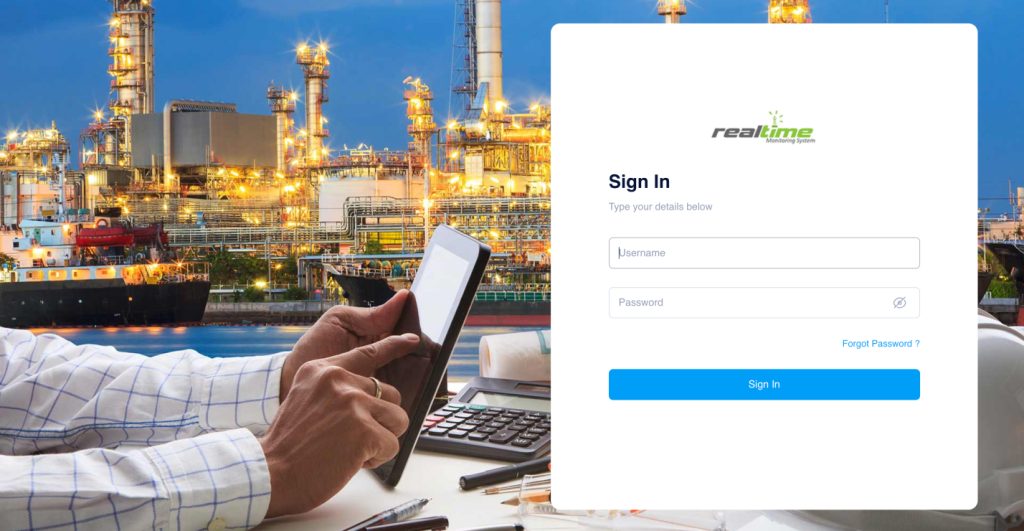 realtime
Monitoring System
Sign In
Type your details below
Username
Password
Forgot Password ?
Sign In